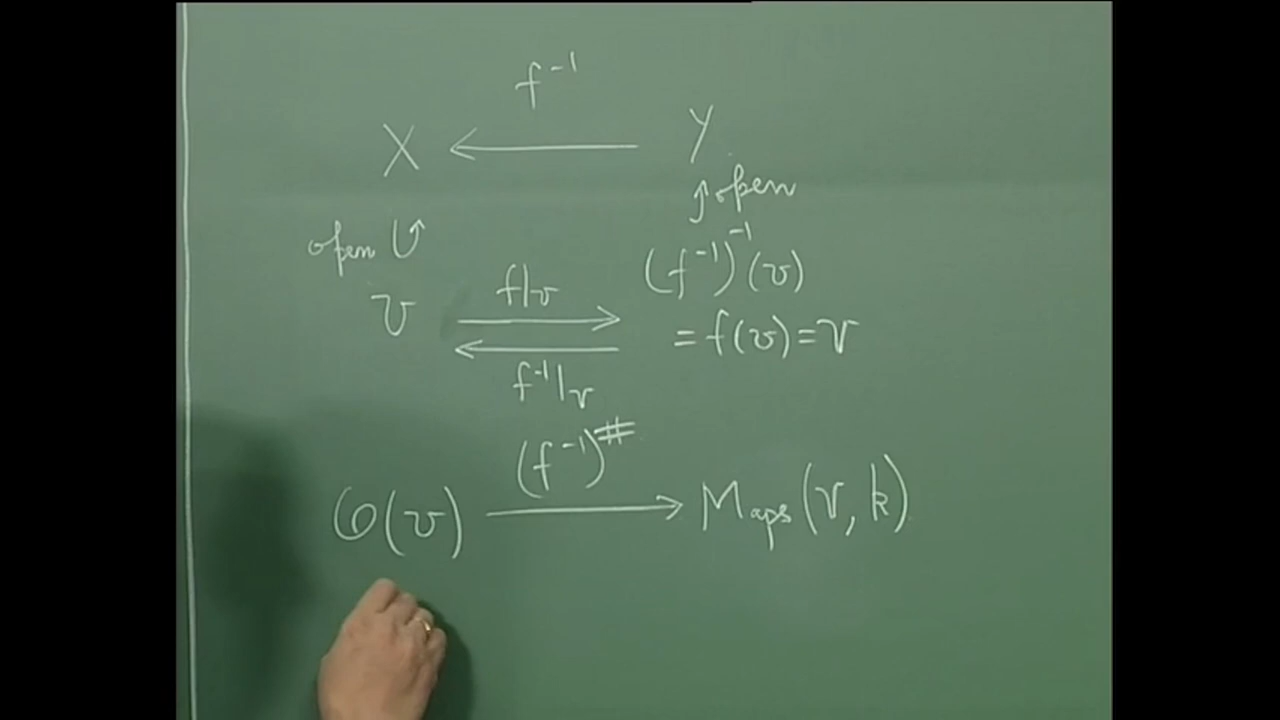 f⁻¹
X ← Y
open ↪ ↪ open
U (f⁻¹)⁻¹(U)
f|U →
= f(U) = V
← f⁻¹|V
(f⁻¹)#
O(U) → Maps(V, k)